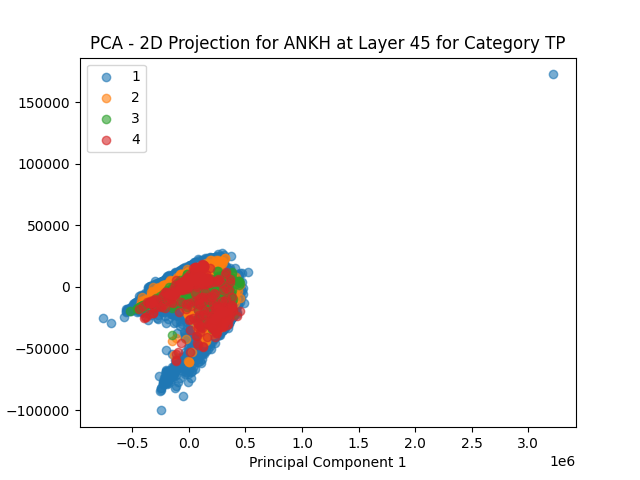 PCA - 2D Projection for ANKH at Layer 45 for Category TP
1
2
3
4
150000
100000
50000
0
−50000
−100000
−0.5 0.0 0.5 1.0 1.5 2.0 2.5 3.0
1e6
Principal Component 1